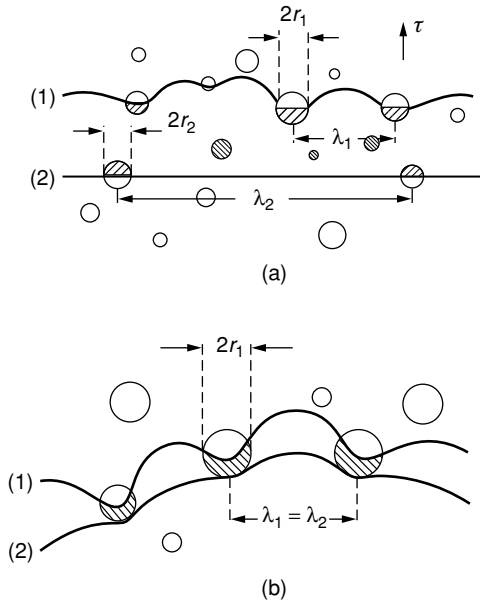 2r₁
τ
(1)
2r₂
λ₁
(2)
λ₂
(a)
2r₁
(1)
λ₁ = λ₂
(2)
(b)